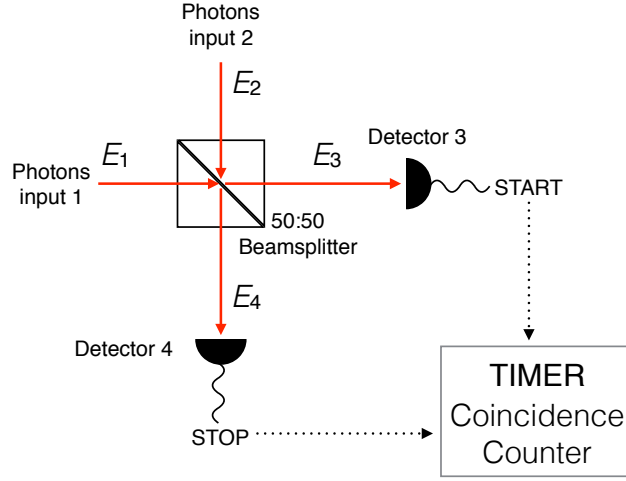 Photons
input 2
E2
Detector 3
E1
E3
Photons
input 1
START
50:50
Beamsplitter
E4
Detector 4
TIMER
Coincidence
Counter
STOP